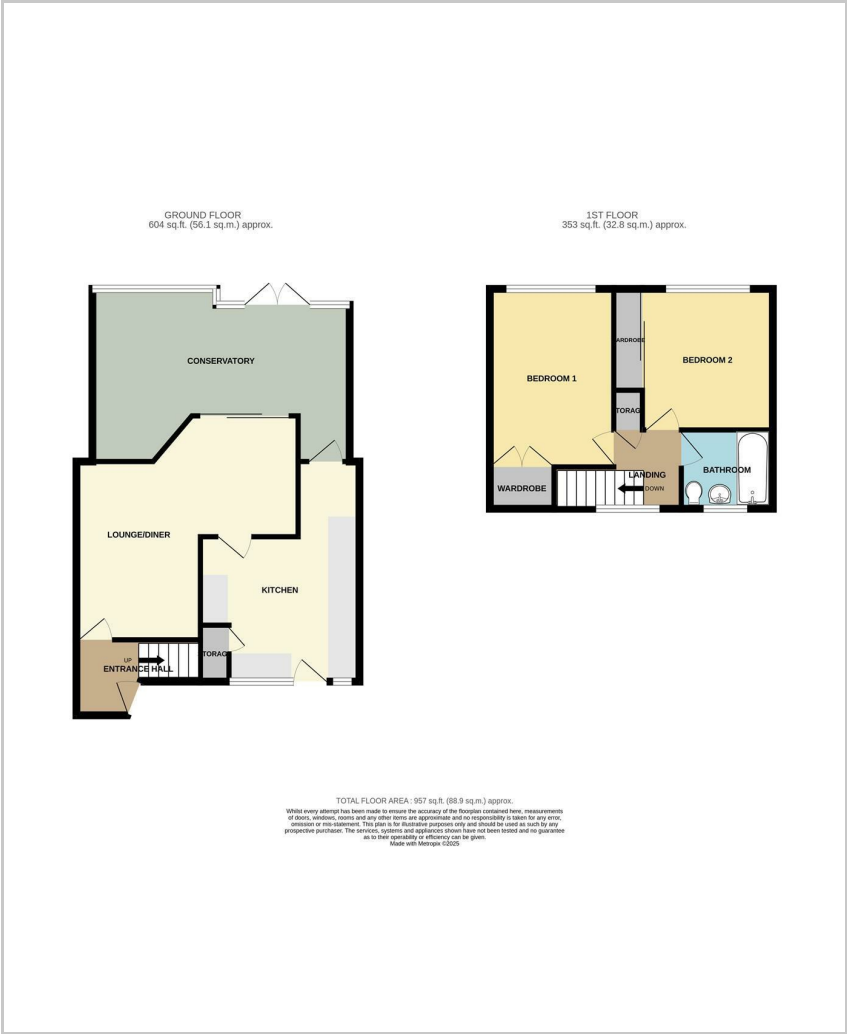 GROUND FLOOR
604 sq.ft. (56.1 sq.m.) approx.
1ST FLOOR
353 sq.ft. (32.8 sq.m.) approx.
CONSERVATORY
LOUNGE/DINER
KITCHEN
TORAG
UP
ENTRANCE HALL
ARDROBE
BEDROOM 2
BEDROOM 1
TORAG
BATHROOM
LANDING
WARDROBE
DOWN
TOTAL FLOOR AREA : 957 sq.ft. (88.9 sq.m.) approx.
Whilst every attempt has been made to ensure the accuracy of the floorplan contained here, measurements
of doors, windows, rooms and any other items are approximate and no responsibility is taken for any error,
omission or mis-statement. This plan is for illustrative purposes only and should be used as such by any
prospective purchaser. The services, systems and appliances shown have not been tested and no guarantee
as to their operability or efficiency can be given.
Made with Metropix ©2025